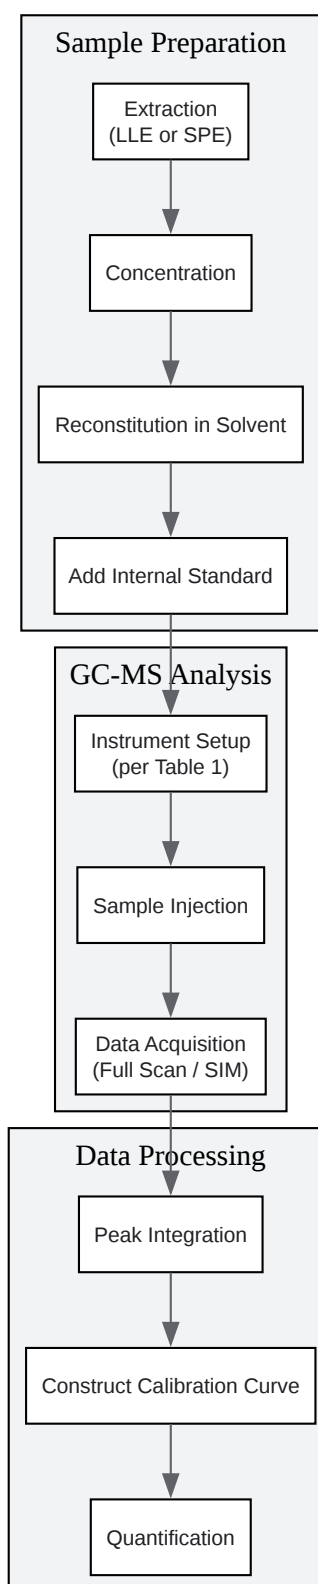 Sample Preparation
Extraction
(LLE or SPE)
Concentration
Reconstitution in Solvent
Add Internal Standard
GC-MS Analysis
Instrument Setup
(per Table 1)
Sample Injection
Data Acquisition
(Full Scan / SIM)
Data Processing
Peak Integration
Construct Calibration Curve
Quantification